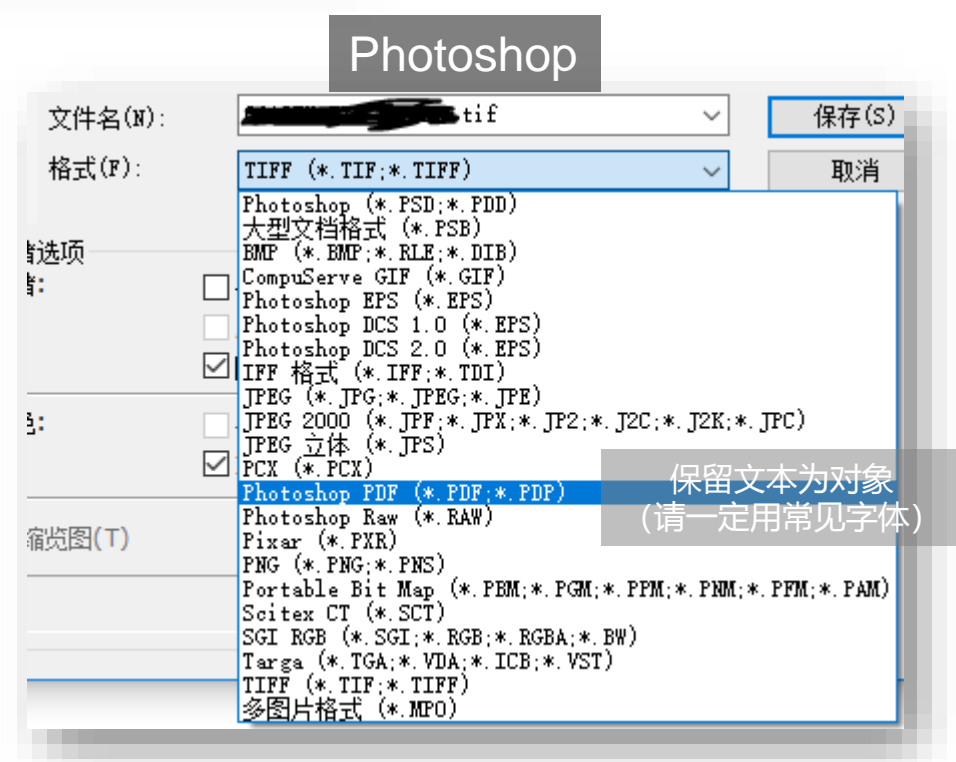 Photoshop
文件名(N):
.tif
保存(S)
格式(F):
TIFF (*.TIF;*.TIFF)
取消
Photoshop (*.PSD;*.PDD)
大型文档格式 (*.PSB)
选项
BMP (*.BMP;*.RLE;*.DIB)
CompuServe GIF (*.GIF)
Photoshop EPS (*.EPS)
Photoshop DCS 1.0 (*.EPS)
Photoshop DCS 2.0 (*.EPS)
IFF 格式 (*.IFF;*.TDI)
JPEG (*.JPG;*.JPEG;*.JPE)
JPEG 2000 (*.JPF;*.JPX;*.JP2;*.J2C;*.J2K;*.JPC)
JPEG 立体 (*.JPS)
PCX (*.PCX)
Photoshop PDF (*.PDF;*.PDP)
保留文本为对象
(请一定用常见字体)
Photoshop Raw (*.RAW)
缩览图(T)
Pixar (*.PXR)
PNG (*.PNG;*.PNS)
Portable Bit Map (*.PBM;*.PGM;*.PPM;*.PNM;*.PFM;*.PAM)
Scitex CT (*.SCT)
SGI RGB (*.SGI;*.RGB;*.RGBA;*.BW)
Targa (*.TGA;*.VDA;*.ICB;*.VST)
TIFF (*.TIF;*.TIFF)
多图片格式 (*.MPO)